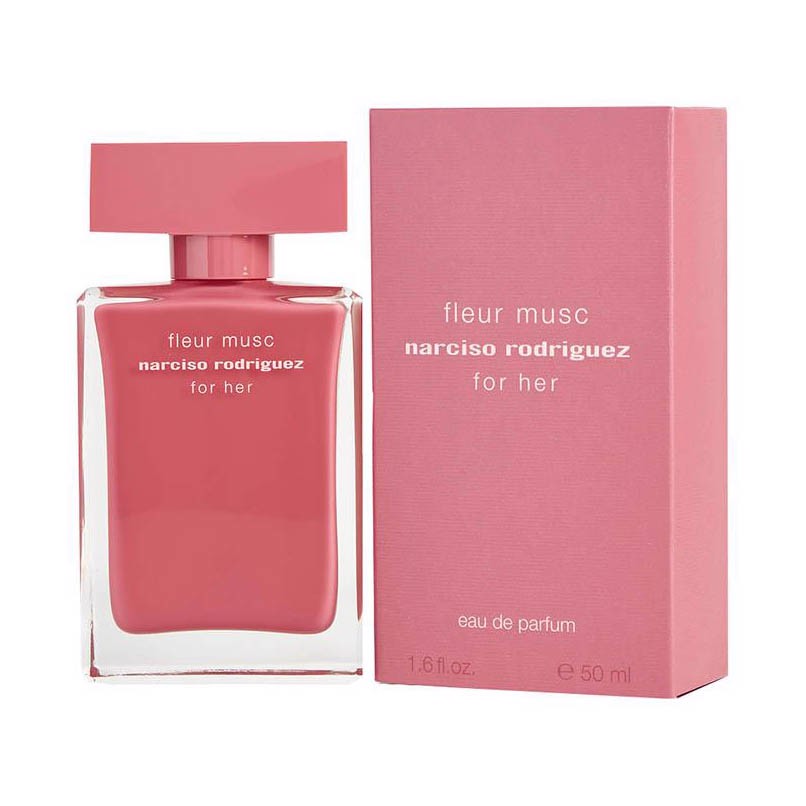 fleur musc
narciso rodriguez
for her
fleur musc
narciso rodriguez
for her
eau de parfum
1.6 fl.oz. ℮ 50 ml